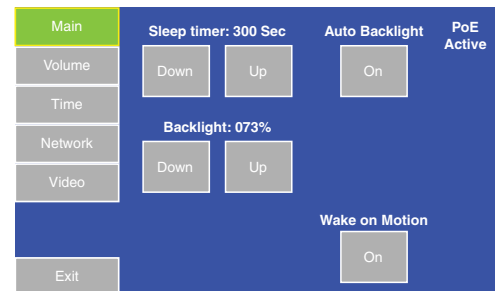 Main
Volume
Time
Network
Video
Exit
Sleep timer: 300 Sec
Down
Up
Backlight: 073%
Down
Up
Auto Backlight
On
Wake on Motion
On
PoE
Active